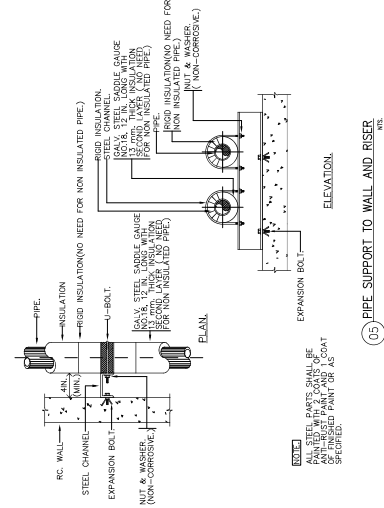 PIPE.
INSULATION
RIGID INSULATION(NO NEED FOR NON INSULATED PIPE.)
U-BOLT.
GALV. STEEL SADDLE GAUGE
NO.18, 12 IN. LONG WITH
13 mm. THICK INSULATION
SECOND LAYER ( NO NEED
FOR NON INSULATED PIPE.)
4IN.
(MIN.)
RC. WALL
STEEL CHANNEL
EXPANSION BOLT.
NUT & WASHER.
(NON-CORROSIVE.)
PLAN.
RIGID INSULATION.
STEEL CHANNEL.
GALV. STEEL SADDLE GAUGE
NO.18, 12 IN. LONG WITH
13 mm. THICK INSULATION
SECOND LAYER ( NO NEED
FOR NON INSULATED PIPE.)
PIPE.
RIGID INSULATION(NO NEED FOR
NON INSULATED PIPE.)
NUT & WASHER.
( NON-CORROSIVE.)
EXPANSION BOLT.
ELEVATION.
NOTE.
ALL STEEL PARTS SHALL BE
PAINTED WITH 2 COATS OF
ANTI-RUST PAINT AND 1 COAT
OF FINISHED PAINT OR AS
SPECIFIED.
05 PIPE SUPPORT TO WALL AND RISER
NTS.